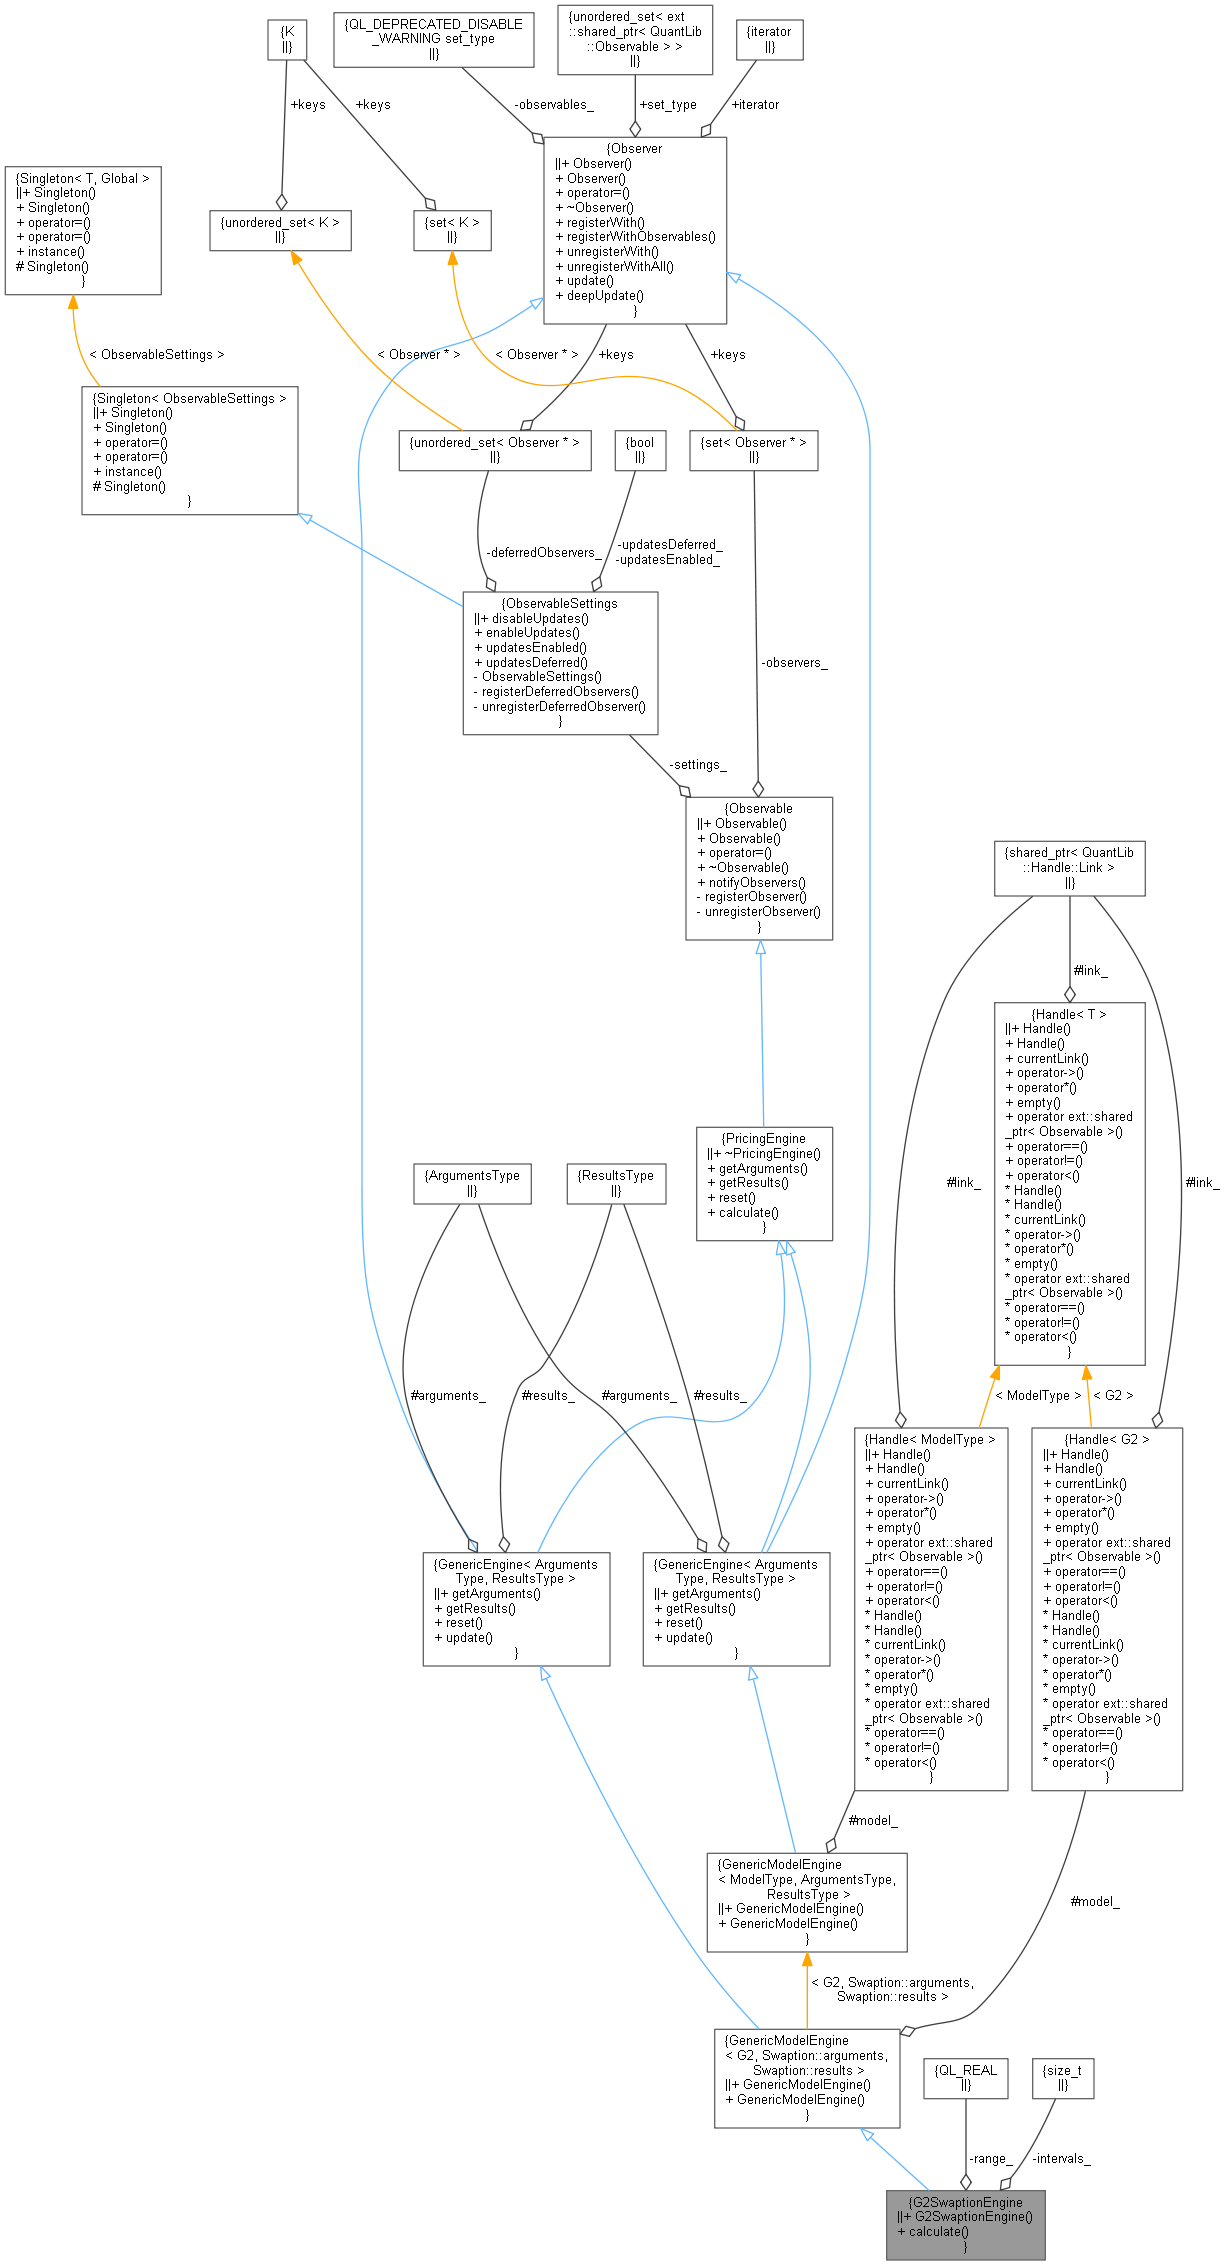 {K
||}
{QL_DEPRECATED_DISABLE
_WARNING set_type
||}
{unordered_set< ext
::shared_ptr< QuantLib
::Observable > >
||}
{iterator
||}
+keys
+keys
-observables_
+set_type
+iterator
{Singleton< T, Global >
||+ Singleton()
+ Singleton()
+ operator=()
+ operator=()
+ instance()
# Singleton()
}
{unordered_set< K >
||}
{set< K >
||}
{Observer
||+ Observer()
+ Observer()
+ operator=()
+ ~Observer()
+ registerWith()
+ registerWithObservables()
+ unregisterWith()
+ unregisterWithAll()
+ update()
+ deepUpdate()
}
< ObservableSettings >
< Observer * >
< Observer * >
+keys
+keys
{Singleton< ObservableSettings >
||+ Singleton()
+ Singleton()
+ operator=()
+ operator=()
+ instance()
# Singleton()
}
{unordered_set< Observer * >
||}
{bool
||}
{set< Observer * >
||}
-deferredObservers_
-updatesDeferred_
-updatesEnabled_
{ObservableSettings
||+ disableUpdates()
+ enableUpdates()
+ updatesEnabled()
+ updatesDeferred()
- ObservableSettings()
- registerDeferredObservers()
- unregisterDeferredObserver()
}
-observers_
-settings_
{Observable
||+ Observable()
+ Observable()
+ operator=()
+ ~Observable()
+ notifyObservers()
- registerObserver()
- unregisterObserver()
}
{shared_ptr< QuantLib
::Handle::Link >
||}
#link_
{Handle< T >
||+ Handle()
+ Handle()
+ currentLink()
+ operator->()
+ operator*()
+ empty()
+ operator ext::shared
_ptr< Observable >()
+ operator==()
+ operator!=()
+ operator<()
* Handle()
* Handle()
* currentLink()
* operator->()
* operator*()
* empty()
* operator ext::shared
_ptr< Observable >()
* operator==()
* operator!=()
* operator<()
}
#link_
#link_
{PricingEngine
||+ ~PricingEngine()
+ getArguments()
+ getResults()
+ reset()
+ calculate()
}
{ArgumentsType
||}
{ResultsType
||}
#arguments_
#results_
#arguments_
#results_
< ModelType >
< G2 >
{Handle< ModelType >
||+ Handle()
+ Handle()
+ currentLink()
+ operator->()
+ operator*()
+ empty()
+ operator ext::shared
_ptr< Observable >()
+ operator==()
+ operator!=()
+ operator<()
* Handle()
* Handle()
* currentLink()
* operator->()
* operator*()
* empty()
* operator ext::shared
_ptr< Observable >()
* operator==()
* operator!=()
* operator<()
}
{Handle< G2 >
||+ Handle()
+ Handle()
+ currentLink()
+ operator->()
+ operator*()
+ empty()
+ operator ext::shared
_ptr< Observable >()
+ operator==()
+ operator!=()
+ operator<()
* Handle()
* Handle()
* currentLink()
* operator->()
* operator*()
* empty()
* operator ext::shared
_ptr< Observable >()
* operator==()
* operator!=()
* operator<()
}
{GenericEngine< Arguments
Type, ResultsType >
||+ getArguments()
+ getResults()
+ reset()
+ update()
}
{GenericEngine< Arguments
Type, ResultsType >
||+ getArguments()
+ getResults()
+ reset()
+ update()
}
#model_
{GenericModelEngine
< ModelType, ArgumentsType,
ResultsType >
||+ GenericModelEngine()
+ GenericModelEngine()
}
#model_
< G2, Swaption::arguments,
Swaption::results >
{GenericModelEngine
< G2, Swaption::arguments,
Swaption::results >
||+ GenericModelEngine()
+ GenericModelEngine()
}
{QL_REAL
||}
{size_t
||}
-range_
-intervals_
{G2SwaptionEngine
||+ G2SwaptionEngine()
+ calculate()
}